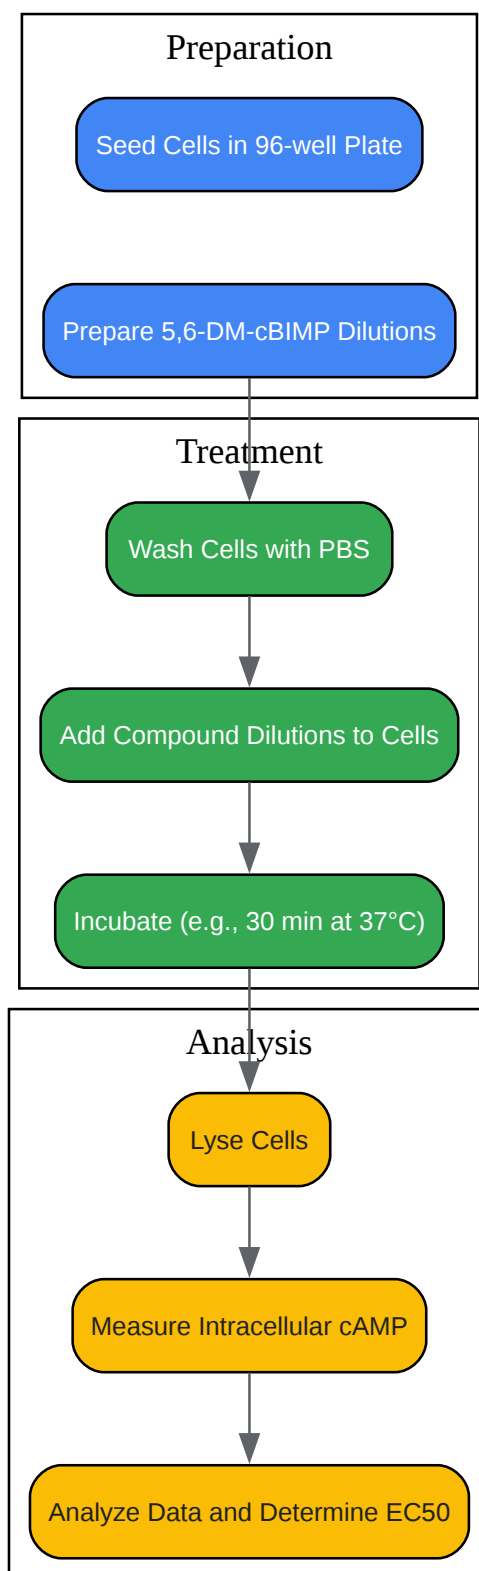 Preparation
Seed Cells in 96-well Plate
Prepare 5,6-DM-cBIMP Dilutions
Treatment
Wash Cells with PBS
Add Compound Dilutions to Cells
Incubate (e.g., 30 min at 37°C)
Analysis
Lyse Cells
Measure Intracellular cAMP
Analyze Data and Determine EC50